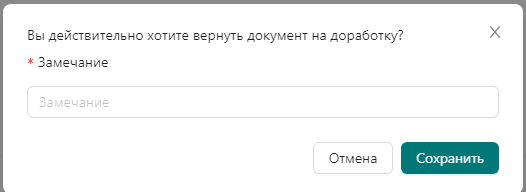 Вы действительно хотите вернуть документ на доработку?
* Замечание
Замечание
Отмена
Сохранить